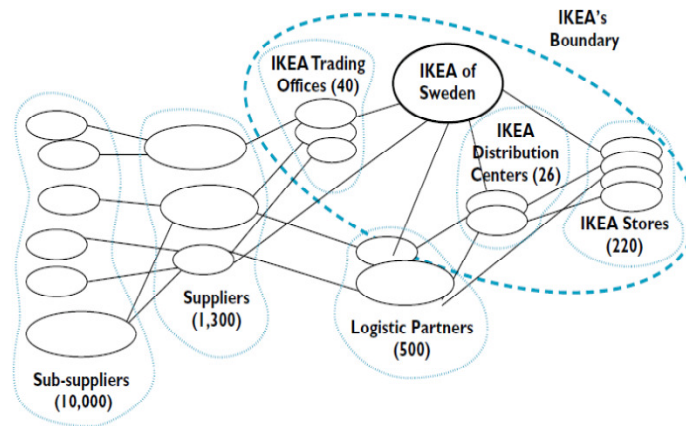 IKEA's
Boundary
IKEA Trading
Offices (40)
IKEA of
Sweden
IKEA
Distribution
Centers (26)
IKEA Stores
(220)
Suppliers
(1,300)
Logistic Partners
(500)
Sub-suppliers
(10,000)